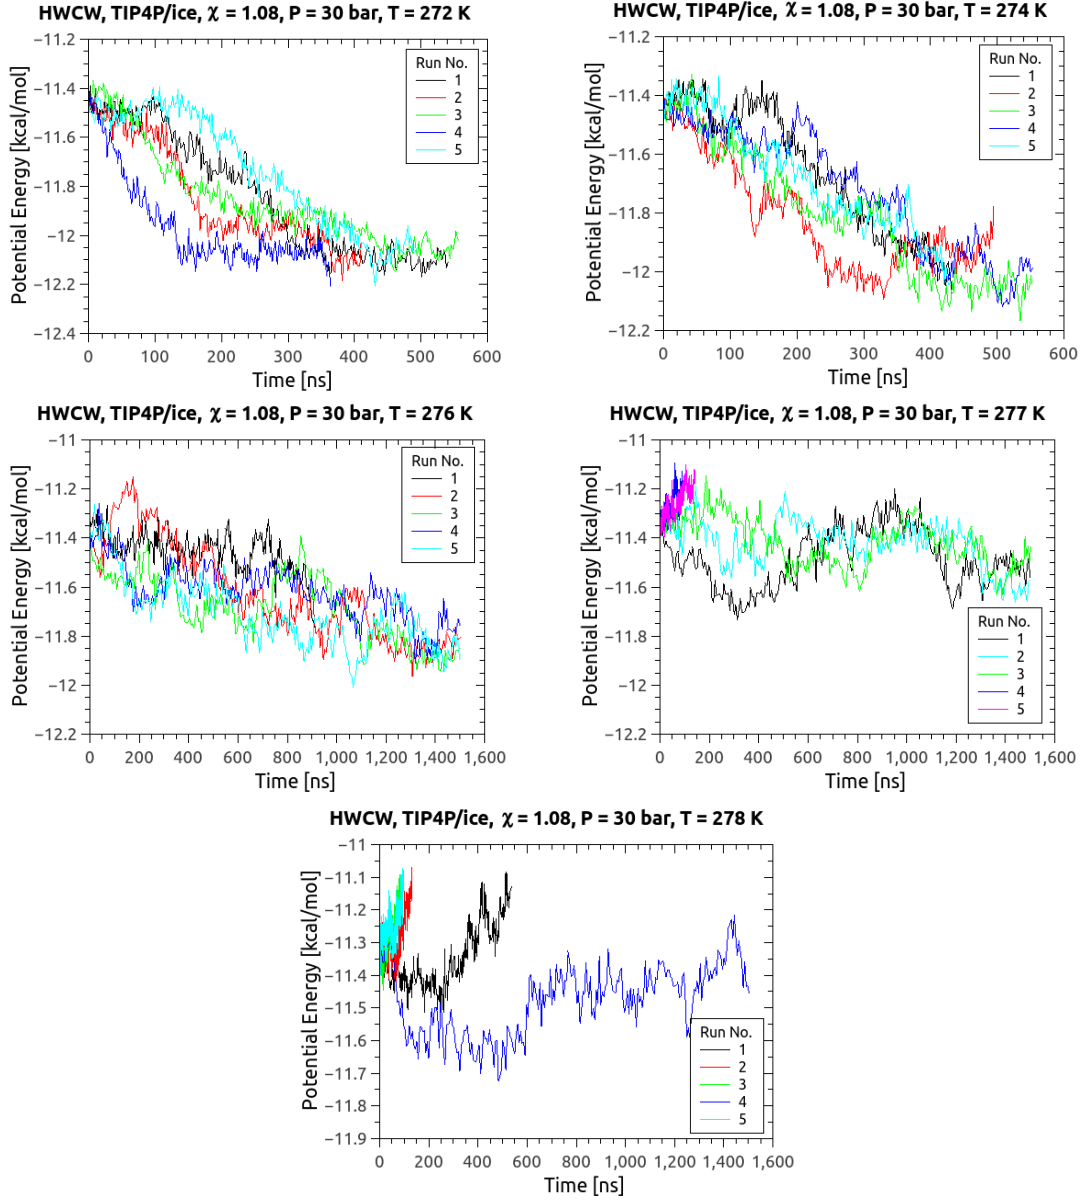 HWCW, TIP4P/ice, χ = 1.08, P = 30 bar, T = 272 K
Potential Energy [kcal/mol]
−11.2
−11.4
−11.6
−11.8
−12
−12.2
−12.4
Run No.
1
2
3
4
5
0 100 200 300 400 500 600
Time [ns]
HWCW, TIP4P/ice, χ = 1.08, P = 30 bar, T = 274 K
Potential Energy [kcal/mol]
−11.2
−11.4
−11.6
−11.8
−12
−12.2
Run No.
1
2
3
4
5
0 100 200 300 400 500 600
Time [ns]
HWCW, TIP4P/ice, χ = 1.08, P = 30 bar, T = 276 K
Potential Energy [kcal/mol]
−11
−11.2
−11.4
−11.6
−11.8
−12
−12.2
Run No.
1
2
3
4
5
0 200 400 600 800 1,000 1,200 1,400 1,600
Time [ns]
HWCW, TIP4P/ice, χ = 1.08, P = 30 bar, T = 277 K
Potential Energy [kcal/mol]
−11
−11.2
−11.4
−11.6
−11.8
−12
−12.2
Run No.
1
2
3
4
5
0 200 400 600 800 1,000 1,200 1,400 1,600
Time [ns]
HWCW, TIP4P/ice, χ = 1.08, P = 30 bar, T = 278 K
Potential Energy [kcal/mol]
−11
−11.1
−11.2
−11.3
−11.4
−11.5
−11.6
−11.7
−11.8
−11.9
Run No.
1
2
3
4
5
0 200 400 600 800 1,000 1,200 1,400 1,600
Time [ns]